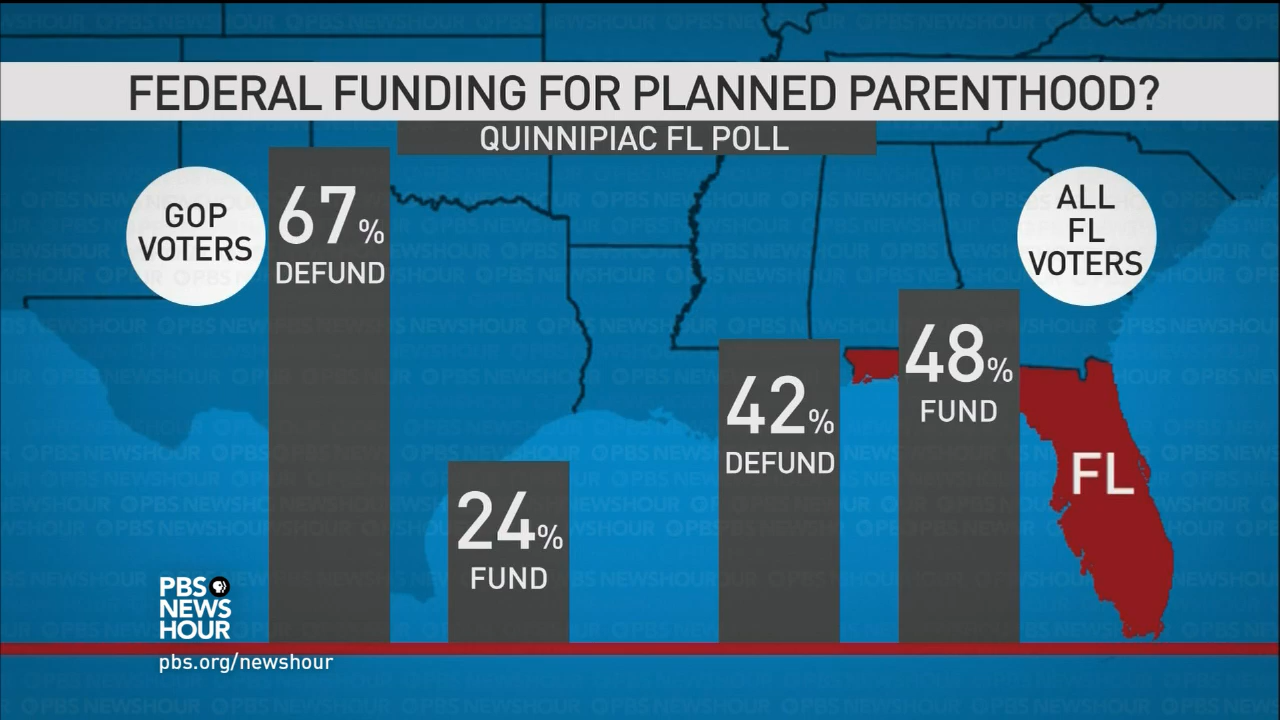 FEDERAL FUNDING FOR PLANNED PARENTHOOD?
QUINNIPIAC FL POLL
GOP
VOTERS
67%
DEFUND
24%
FUND
42%
DEFUND
48%
FUND
ALL
FL
VOTERS
FL
PBS
NEWS
HOUR
pbs.org/newshour